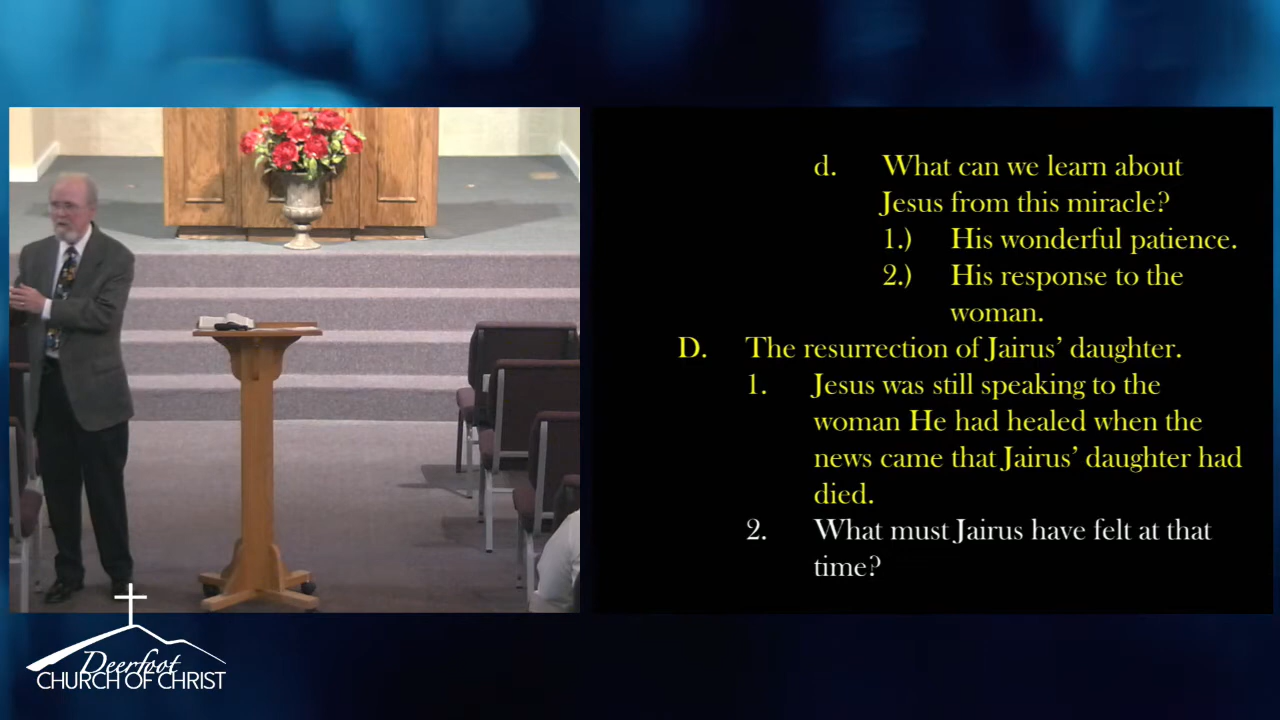 d. What can we learn about
Jesus from this miracle?
1.) His wonderful patience.
2.) His response to the
woman.
D. The resurrection of Jairus’ daughter.
1. Jesus was still speaking to the
woman He had healed when the
news came that Jairus’ daughter had
died.
2. What must Jairus have felt at that
time?
Deerfoot
CHURCH OF CHRIST